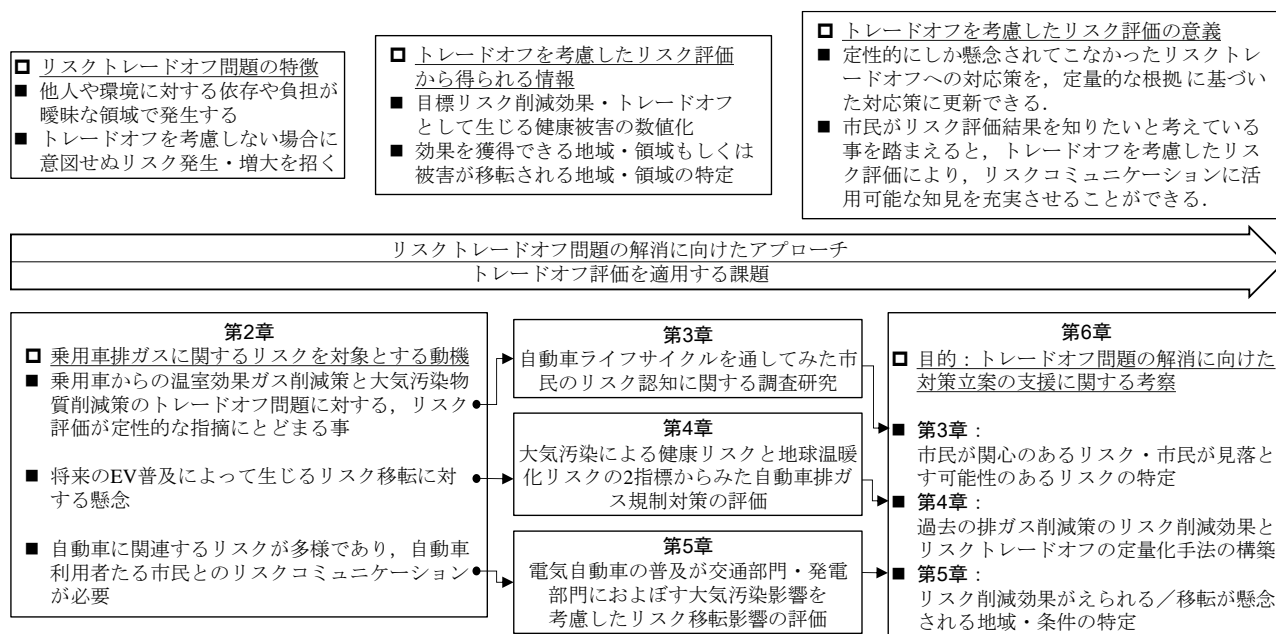 リスクトレードオフ問題の特徴
他人や環境に対する依存や負担が
曖昧な領域で発生する
トレードオフを考慮しない場合に
意図せぬリスク発生・増大を招く
トレードオフを考慮したリスク評価
から得られる情報
目標リスク削減効果・トレードオフ
として生じる健康被害の数値化
効果を獲得できる地域・領域もしくは
被害が移転される地域・領域の特定
トレードオフを考慮したリスク評価の意義
定性的にしか懸念されてこなかったリスクトレ
ードオフへの対応策を，定量的な根拠に基づい
た対応策に更新できる．
市民がリスク評価結果を知りたいと考えている
事を踏まえると，トレードオフを考慮したリス
ク評価により，リスクコミュニケーションに活
用可能な知見を充実させることができる．
リスクトレードオフ問題の解消に向けたアプローチ
トレードオフ評価を適用する課題
第2章
乗用車排ガスに関するリスクを対象とする動機
乗用車からの温室効果ガス削減策と大気汚染物
質削減策のトレードオフ問題に対する，リスク
評価が定性的な指摘にとどまる事
将来のEV普及によって生じるリスク移転に対
する懸念
自動車に関連するリスクが多様であり，自動車
利用者たる市民とのリスクコミュニケーション
が必要
第3章
自動車ライフサイクルを通してみた市
民のリスク認知に関する調査研究
第4章
大気汚染による健康リスクと地球温暖
化リスクの2指標からみた自動車排ガ
ス規制対策の評価
第5章
電気自動車の普及が交通部門・発電
部門におよぼす大気汚染影響を
考慮したリスク移転影響の評価
第6章
目的：トレードオフ問題の解消に向けた
対策立案の支援に関する考察
第3章：
市民が関心のあるリスク・市民が見落と
す可能性のあるリスクの特定
第4章：
過去の排ガス削減策のリスク削減効果と
リスクトレードオフの定量化手法の構築
第5章：
リスク削減効果がえられる／移転が懸念
される地域・条件の特定